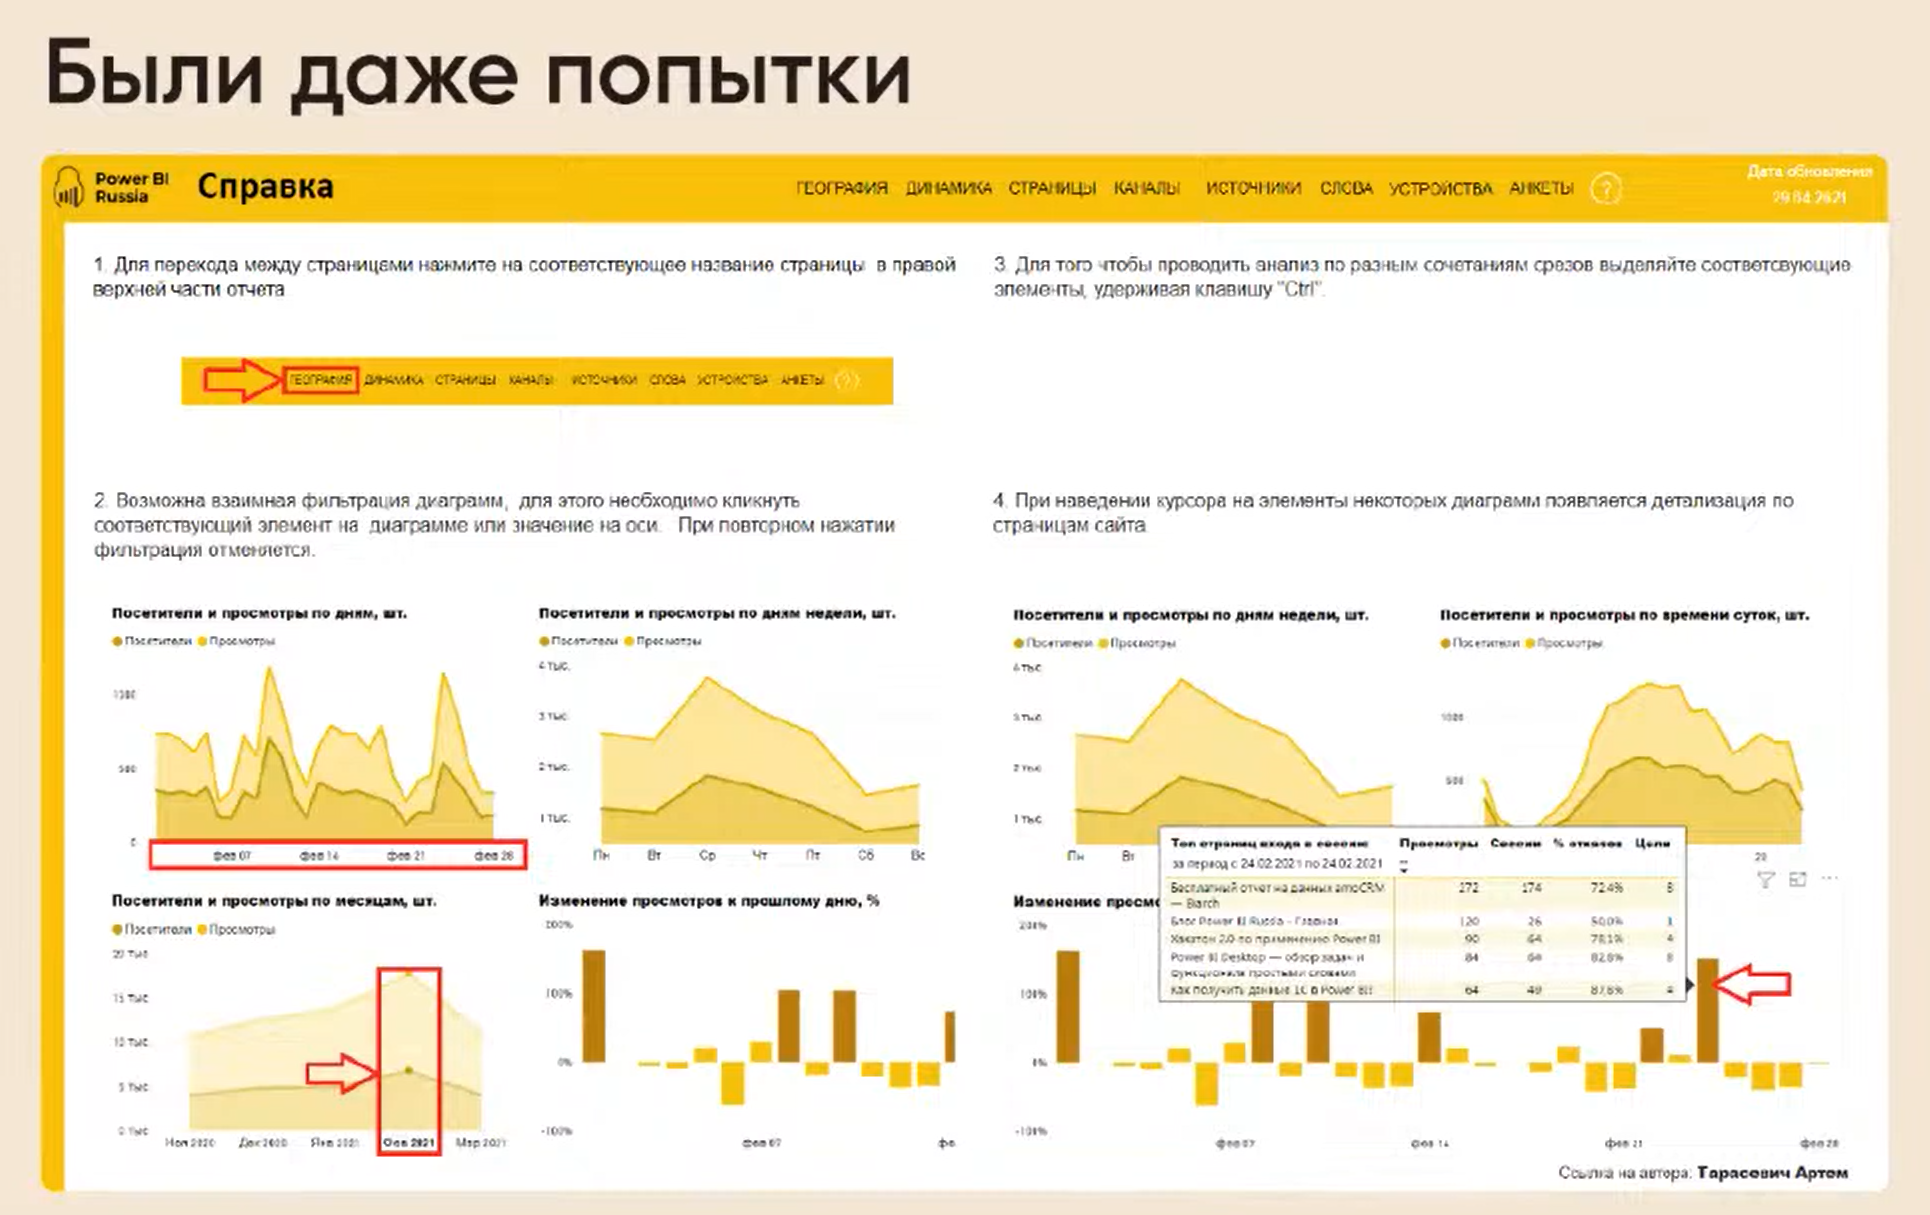 Были даже попытки
Power BI
Russia
Справка
ГЕОГРАФИЯ ДИНАМИКА СТРАНИЦЫ КАНАЛЫ ИСТОЧНИКИ СЛОВА УСТРОЙСТВА АНКЕТЫ ?
Дата обновления
29.04.2021
1. Для перехода между страницами нажмите на соответствующее название страницы в правой
верхней части отчета
ГЕОГРАФИЯ ДИНАМИКА СТРАНИЦЫ КАНАЛЫ ИСТОЧНИКИ СЛОВА УСТРОЙСТВА АНКЕТЫ ?
3. Для того чтобы проводить анализ по разным сочетаниям срезов выделяйте соответсвующие
элементы, удерживая клавишу "Ctrl".
2. Возможна взаимная фильтрация диаграмм, для этого необходимо кликнуть
соответствующий элемент на диаграмме или значение на оси. При повторном нажатии
фильтрация отменяется.
4. При наведении курсора на элементы некоторых диаграмм появляется детализация по
страницам сайта
Посетители и просмотры по дням, шт.
Посетители Просмотры
1000
500
0
фев 07 фев 14 фев 21 фев 28
Посетители и просмотры по дням недели, шт.
Посетители Просмотры
4 тыс.
3 тыс.
2 тыс.
1 тыс.
Пн Вт Ср Чт Пт Сб Вс
Посетители и просмотры по месяцам, шт.
Посетители Просмотры
20 тыс
15 тыс
10 тыс
5 тыс
0 тыс
Ноя 2020 Дек 2020 Янв 2021 Фев 2021 Мар 2021
Изменение просмотров к прошлому дню, %
200%
100%
0%
-100%
фев 07 фе
Посетители и просмотры по дням недели, шт.
Посетители Просмотры
4 тыс.
3 тыс.
2 тыс.
1 тыс.
Пн Вт
Посетители и просмотры по времени суток, шт.
Посетители Просмотры
1000
500
20
Топ страниц входа в сессию Просмотры Сессии % отказов Цели
за период с 24.02.2021 по 24.02.2021
Бесплатный отчет на данных amoCRM 272 174 72,4% 8
— Biarch
Блог Power BI Russia - Главная 120 26 50,0% 1
Хакатон 2.0 по применению Power BI 90 64 78,1% 4
Power BI Desktop — обзор задач и 84 64 82,8% 8
функционала простыми словами
Как получить данные 1С в Power BI? 64 49 87,8% 4
Изменение просмо
200%
100%
0%
-100%
фев 07 фев 14 фев 21 фев 28
Ссылка на автора: Тарасевич Артем